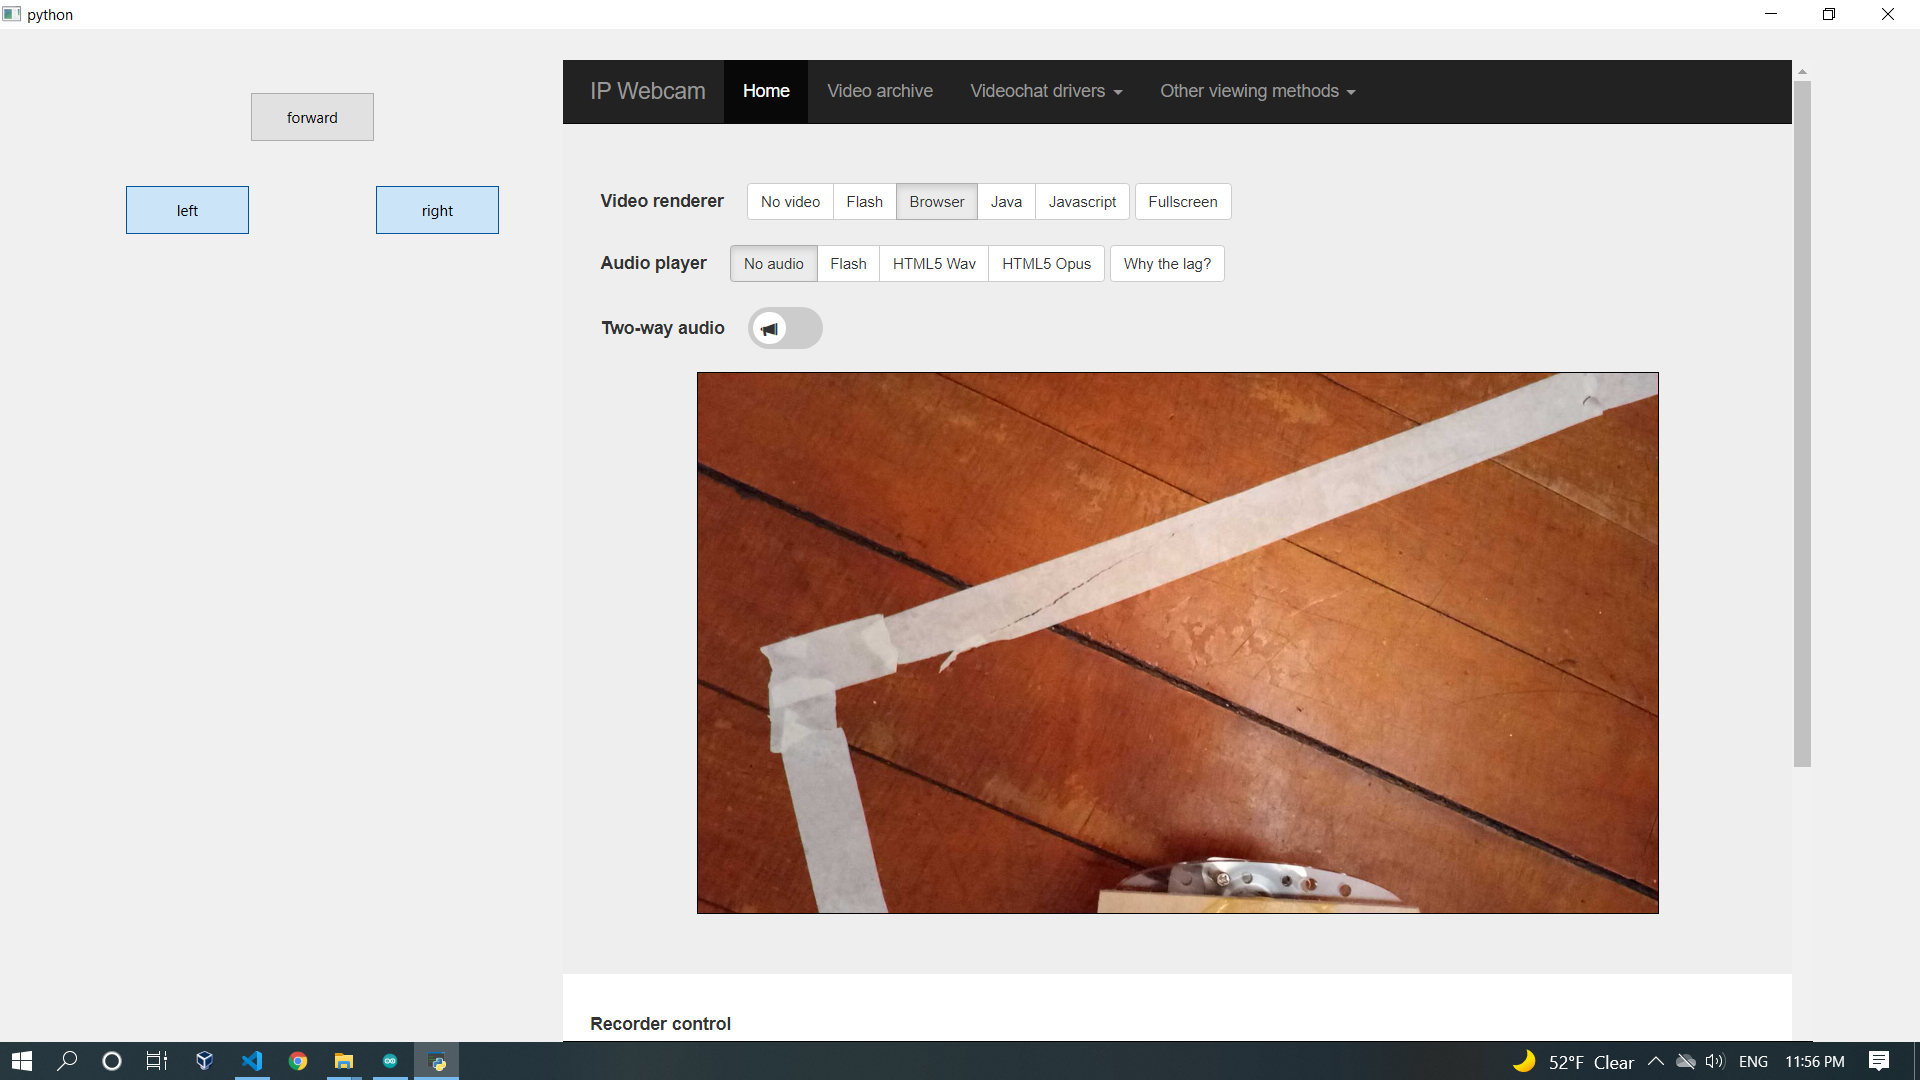 python
forward
left
right
IP Webcam Home Video archive Videochat drivers Other viewing methods
Video renderer No video Flash Browser Java Javascript Fullscreen
Audio player No audio Flash HTML5 Wav HTML5 Opus Why the lag?
Two-way audio
Recorder control
52°F Clear ENG 11:56 PM